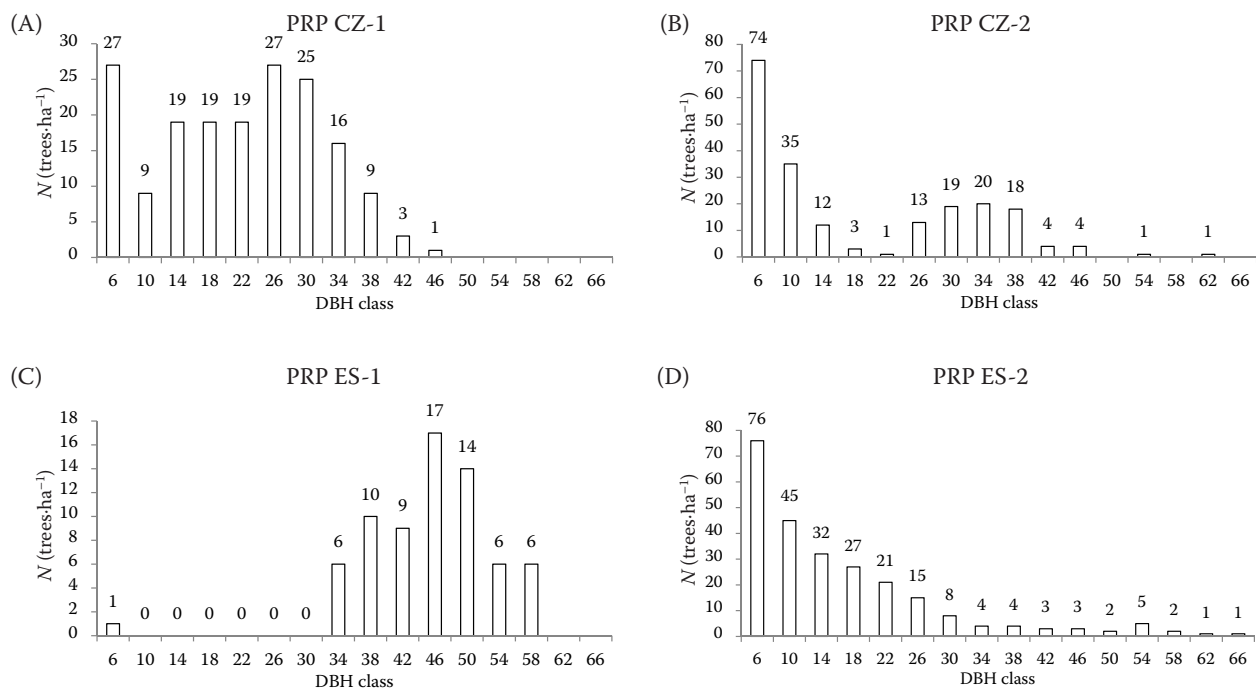 (A) PRP CZ-1
N (trees·ha⁻¹)
30
25
20
15
10
5
0
27 9 19 19 19 27 25 16 9 3 1
6 10 14 18 22 26 30 34 38 42 46 50 54 58 62 66
DBH class
(B) PRP CZ-2
N (trees·ha⁻¹)
80
70
60
50
40
30
20
10
0
74 35 12 3 1 13 19 20 18 4 4 1 1
6 10 14 18 22 26 30 34 38 42 46 50 54 58 62 66
DBH class
(C) PRP ES-1
N (trees·ha⁻¹)
18
16
14
12
10
8
6
4
2
0
1 0 0 0 0 0 0 6 10 9 17 14 6 6
6 10 14 18 22 26 30 34 38 42 46 50 54 58 62 66
DBH class
(D) PRP ES-2
N (trees·ha⁻¹)
80
70
60
50
40
30
20
10
0
76 45 32 27 21 15 8 4 4 3 3 2 5 2 1 1
6 10 14 18 22 26 30 34 38 42 46 50 54 58 62 66
DBH class